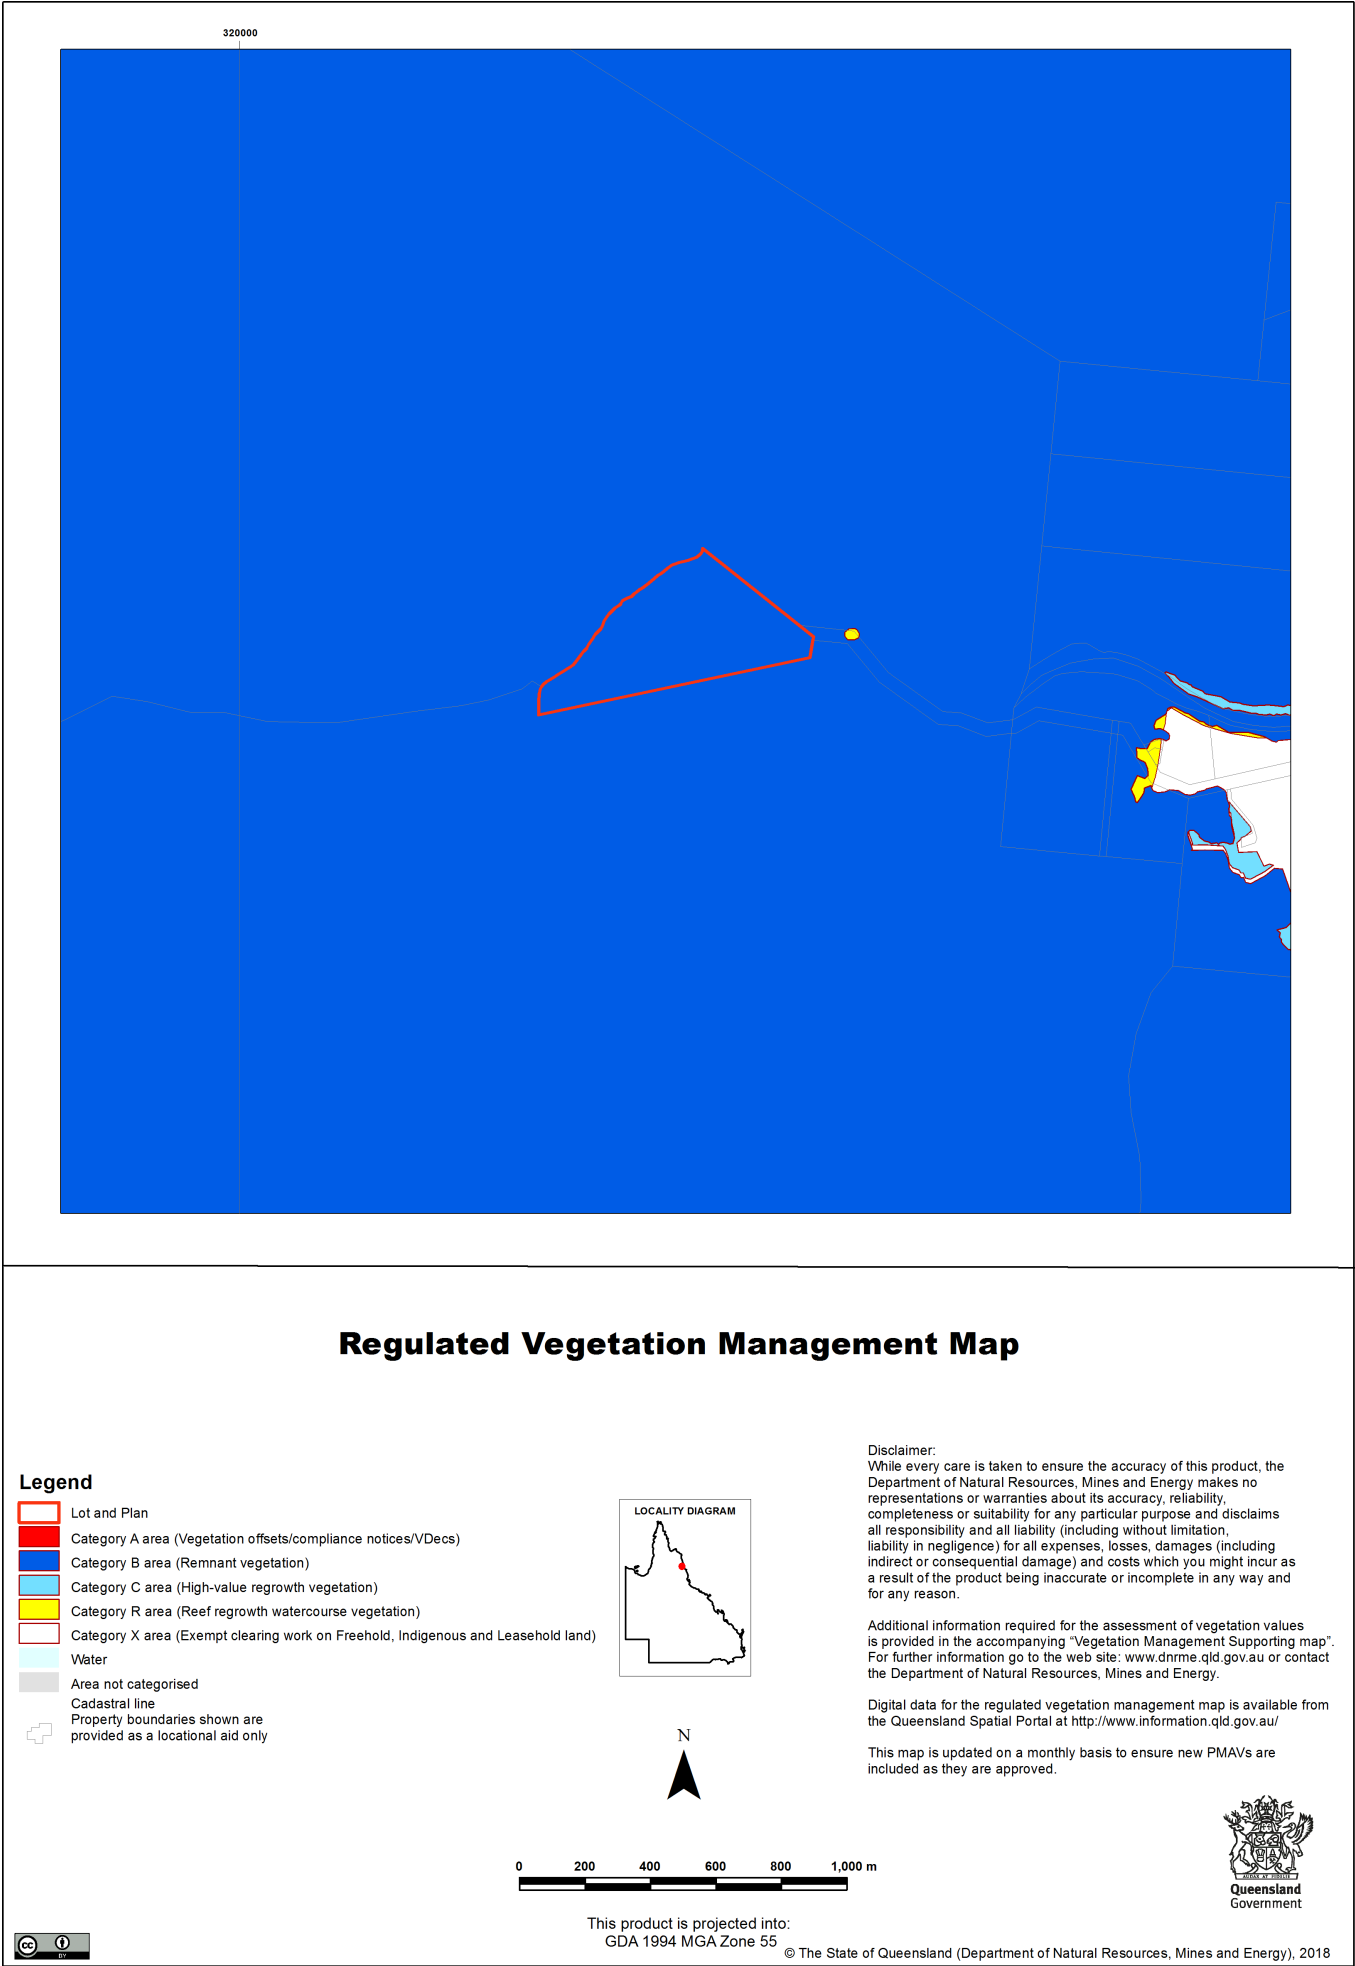 320000
Regulated Vegetation Management Map
Legend
Lot and Plan
Category A area (Vegetation offsets/compliance notices/VDecs)
Category B area (Remnant vegetation)
Category C area (High-value regrowth vegetation)
Category R area (Reef regrowth watercourse vegetation)
Category X area (Exempt clearing work on Freehold, Indigenous and Leasehold land)
Water
Area not categorised
Cadastral line
Property boundaries shown are
provided as a locational aid only
LOCALITY DIAGRAM
N
0 200 400 600 800 1,000 m
This product is projected into:
GDA 1994 MGA Zone 55
Disclaimer:
While every care is taken to ensure the accuracy of this product, the
Department of Natural Resources, Mines and Energy makes no
representations or warranties about its accuracy, reliability,
completeness or suitability for any particular purpose and disclaims
all responsibility and all liability (including without limitation,
liability in negligence) for all expenses, losses, damages (including
indirect or consequential damage) and costs which you might incur as
a result of the product being inaccurate or incomplete in any way and
for any reason.
Additional information required for the assessment of vegetation values
is provided in the accompanying “Vegetation Management Supporting map”.
For further information go to the web site: www.dnrme.qld.gov.au or contact
the Department of Natural Resources, Mines and Energy.
Digital data for the regulated vegetation management map is available from
the Queensland Spatial Portal at http://www.information.qld.gov.au/
This map is updated on a monthly basis to ensure new PMAVs are
included as they are approved.
AUDAX AT FIDELIS
Queensland
Government
cc
BY
© The State of Queensland (Department of Natural Resources, Mines and Energy), 2018